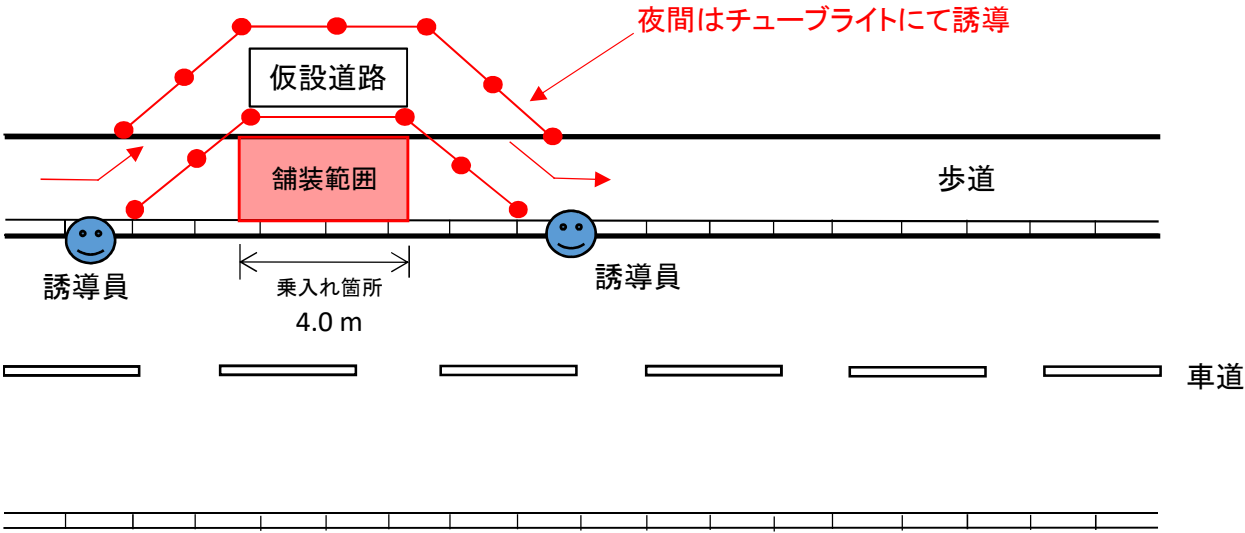 夜間はチューブライトにて誘導
仮設道路
舗装範囲
歩道
誘導員
乗入れ箇所
4.0 m
誘導員
車道